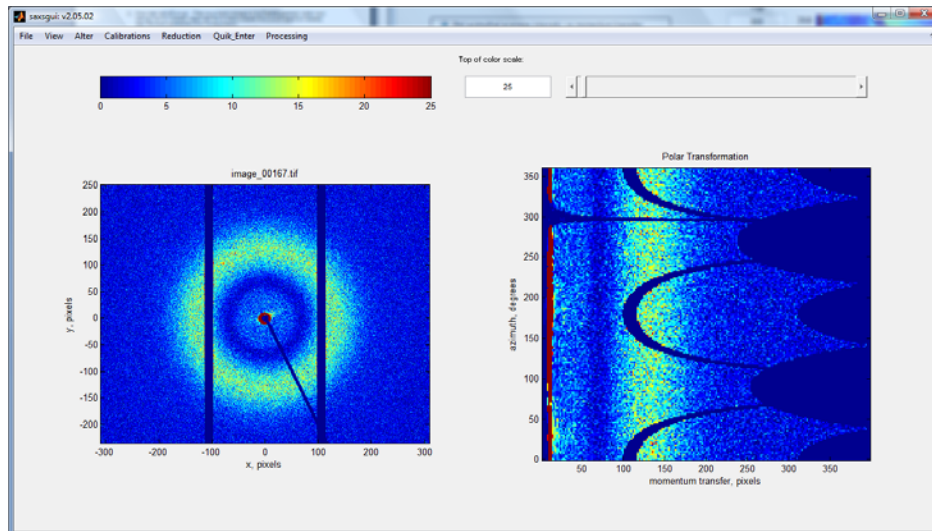 saxsgui: v2.05.02
File View Alter Calibrations Reduction Quik_Enter Processing
Top of color scale:
25
0 5 10 15 20 25
image_00167.tif
250
200
150
100
50
0
-50
-100
-150
-200
-300 -200 -100 0 100 200 300
x, pixels
y, pixels
Polar Transformation
350
300
250
200
150
100
50
0
50 100 150 200 250 300 350
momentum transfer, pixels
azimuth, degrees